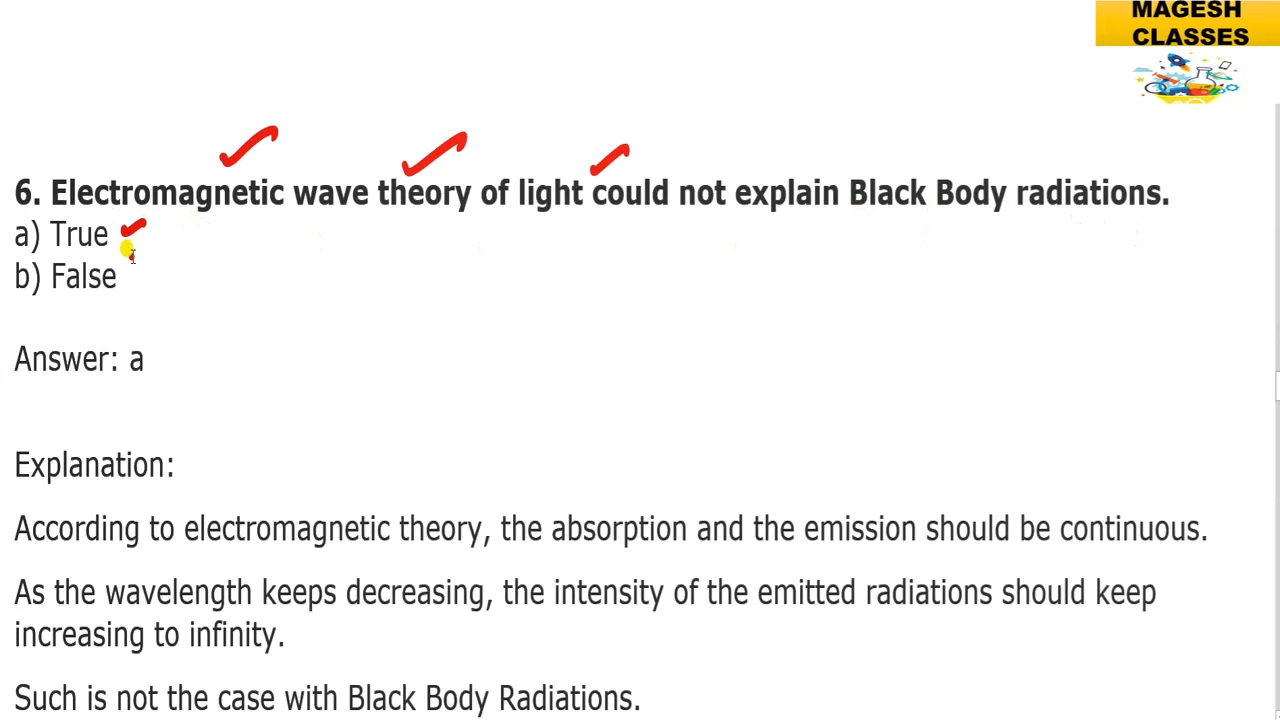 MAGESH
CLASSES
6. Electromagnetic wave theory of light could not explain Black Body radiations.
a) True
b) False
Answer: a
Explanation:
According to electromagnetic theory, the absorption and the emission should be continuous.
As the wavelength keeps decreasing, the intensity of the emitted radiations should keep
increasing to infinity.
Such is not the case with Black Body Radiations.